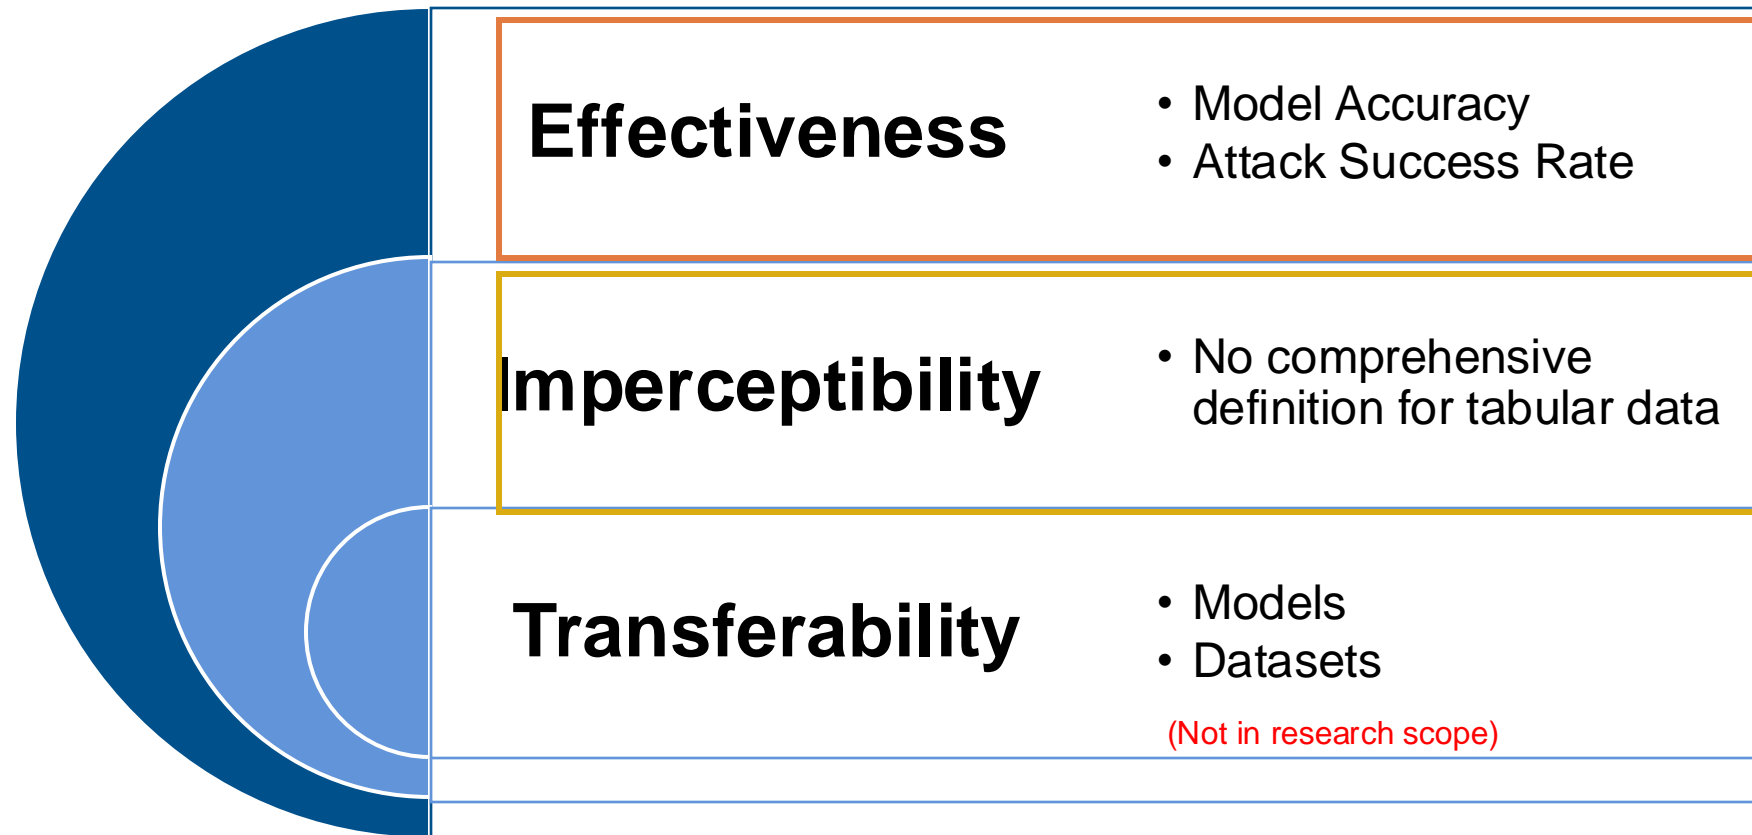 Effectiveness
• Model Accuracy
• Attack Success Rate
Imperceptibility
• No comprehensive
definition for tabular data
Transferability
• Models
• Datasets
(Not in research scope)